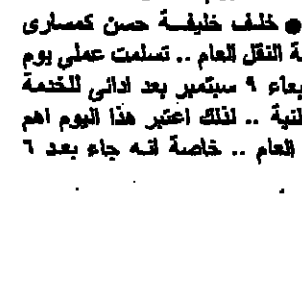 ● خلف خليفة حسن كمسارى
ة النقل العام .. تسلمت عملي يوم
بعاء ٩ سبتمبر بعد ادائى للخدمة
لنية .. لذلك اعتبر هذا اليوم اهم
العام .. خاصة انه جاء بعد ٦